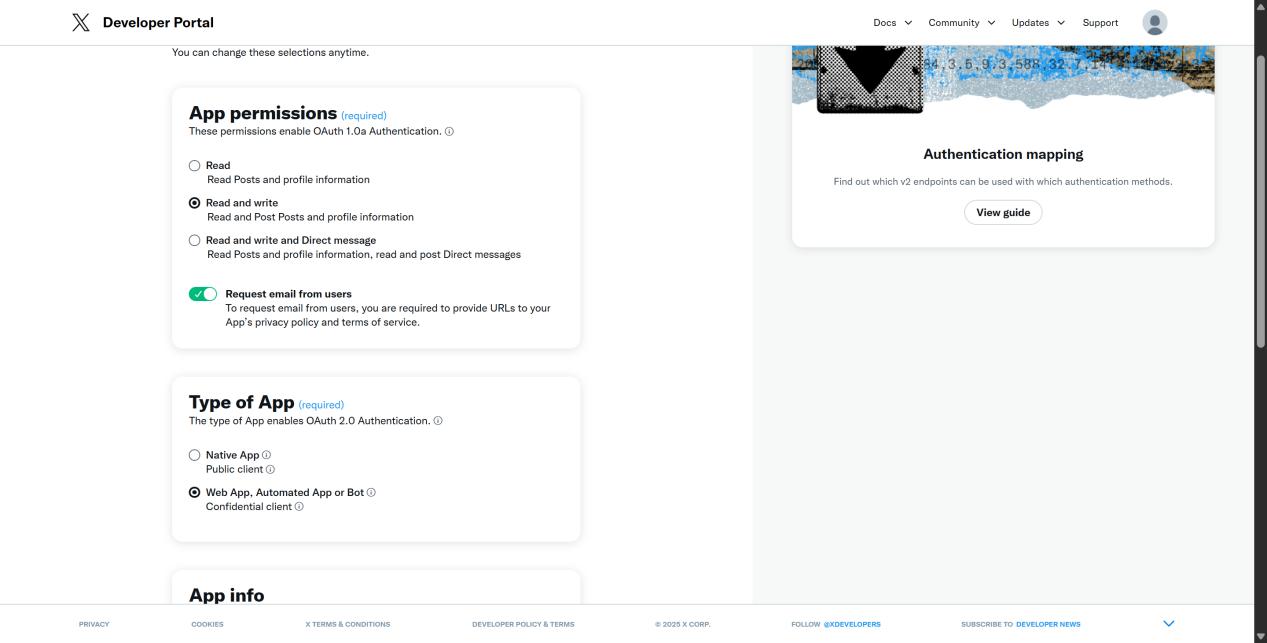 Developer Portal
Docs
Community
Updates
Support
You can change these selections anytime.
App permissions (required)
These permissions enable OAuth 1.0a Authentication.
Read
Read Posts and profile information
Read and write
Read and Post Posts and profile information
Read and write and Direct message
Read Posts and profile information, read and post Direct messages
Request email from users
To request email from users, you are required to provide URLs to your
App's privacy policy and terms of service.
Type of App (required)
The type of App enables OAuth 2.0 Authentication.
Native App
Public client
Web App, Automated App or Bot
Confidential client
App info
Authentication mapping
Find out which v2 endpoints can be used with which authentication methods.
View guide
PRIVACY
COOKIES
X TERMS & CONDITIONS
DEVELOPER POLICY & TERMS
© 2025 X CORP.
FOLLOW @XDEVELOPERS
SUBSCRIBE TO DEVELOPER NEWS